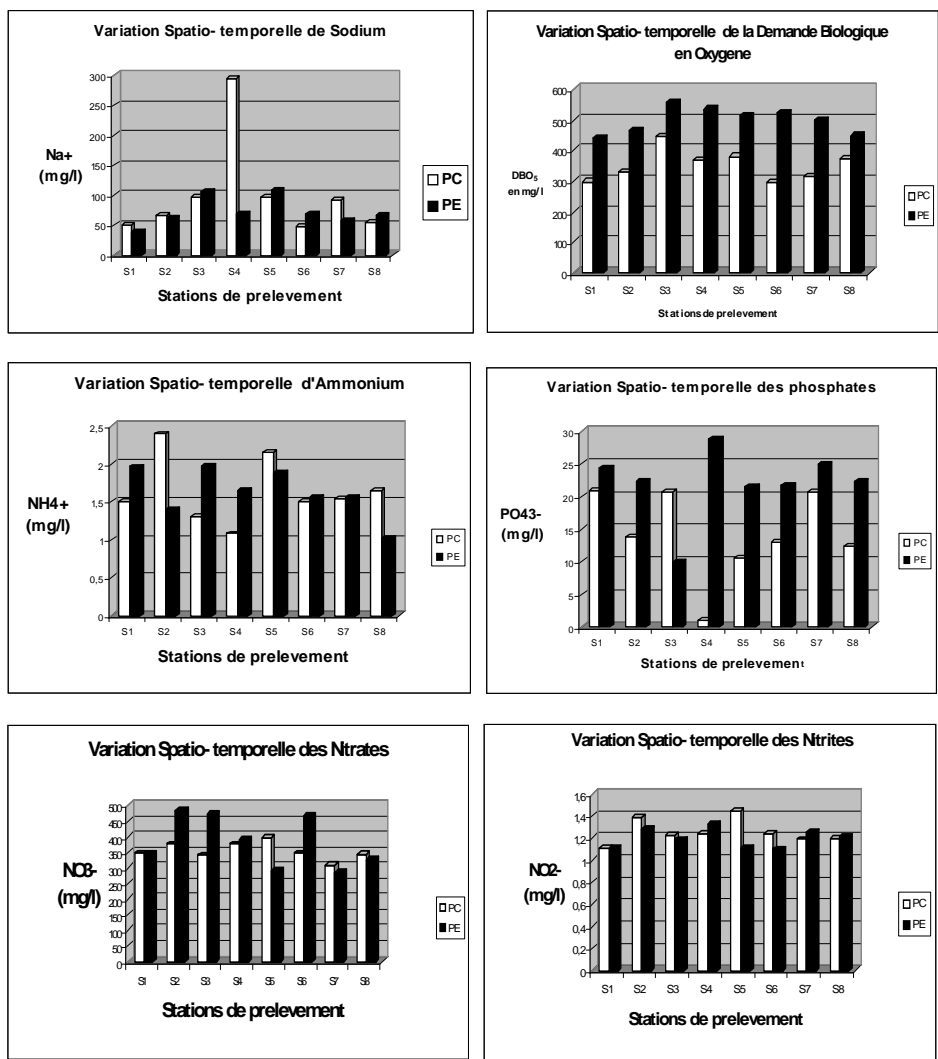 Variation Spatio- temporelle de Sodium
300
250
200
150
100
50
0
Na+
(mg/l)
S1 S2 S3 S4 S5 S6 S7 S8
Stations de prelevement
PC
PE
Variation Spatio- temporelle de la Demande Biologique
en Oxygene
600
500
400
300
200
100
0
DBO5
en mg/l
S1 S2 S3 S4 S5 S6 S7 S8
Stations de prelevement
PC
PE
Variation Spatio- temporelle d'Ammonium
2,5
2
1,5
1
0,5
0
NH4+
(mg/l)
S1 S2 S3 S4 S5 S6 S7 S8
Stations de prelevement
PC
PE
Variation Spatio- temporelle des phosphates
30
25
20
15
10
5
0
PO43-
(mg/l)
S1 S2 S3 S4 S5 S6 S7 S8
Stations de prelevement
PC
PE
Variation Spatio- temporelle des Ntrates
500
450
400
350
300
250
200
150
100
50
0
NO3-
(mg/l)
S1 S2 S3 S4 S5 S6 S7 S8
Stations de prelevement
PC
PE
Variation Spatio- temporelle des Nitrites
1,6
1,4
1,2
1
0,8
0,6
0,4
0,2
0
NO2-
(mg/l)
S1 S2 S3 S4 S5 S6 S7 S8
Stations de prelevement
PC
PE